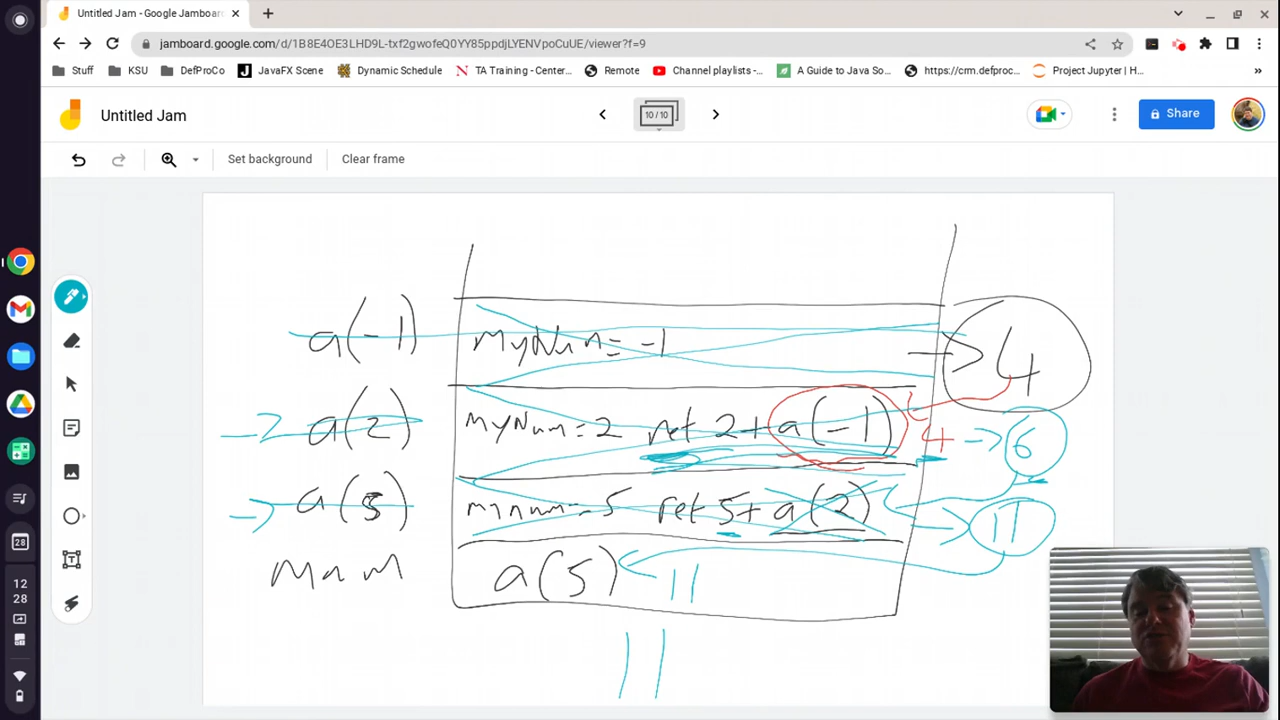 Untitled Jam - Google Jamboar
jamboard.google.com/d/1B8E4OE3LHD9L-txf2gwofeQ0YY85ppdjLYENVpoCuUE/viewer?f=9
Stuff KSU DefProCo JavaFX Scene Dynamic Schedule TA Training - Center... Remote Channel playlists -... A Guide to Java So... https://crm.defproc... Project Jupyter | H... »
Untitled Jam
10 / 10
Share
Set background Clear frame
a(-1) myNum = -1 → 4
→ a(2) myNum = 2 ret 2 + a(-1) 4 → 6
→ a(5) mynum = 5 ret 5 + a(2) → 11
main a(5) ← 11
11
28
12
28